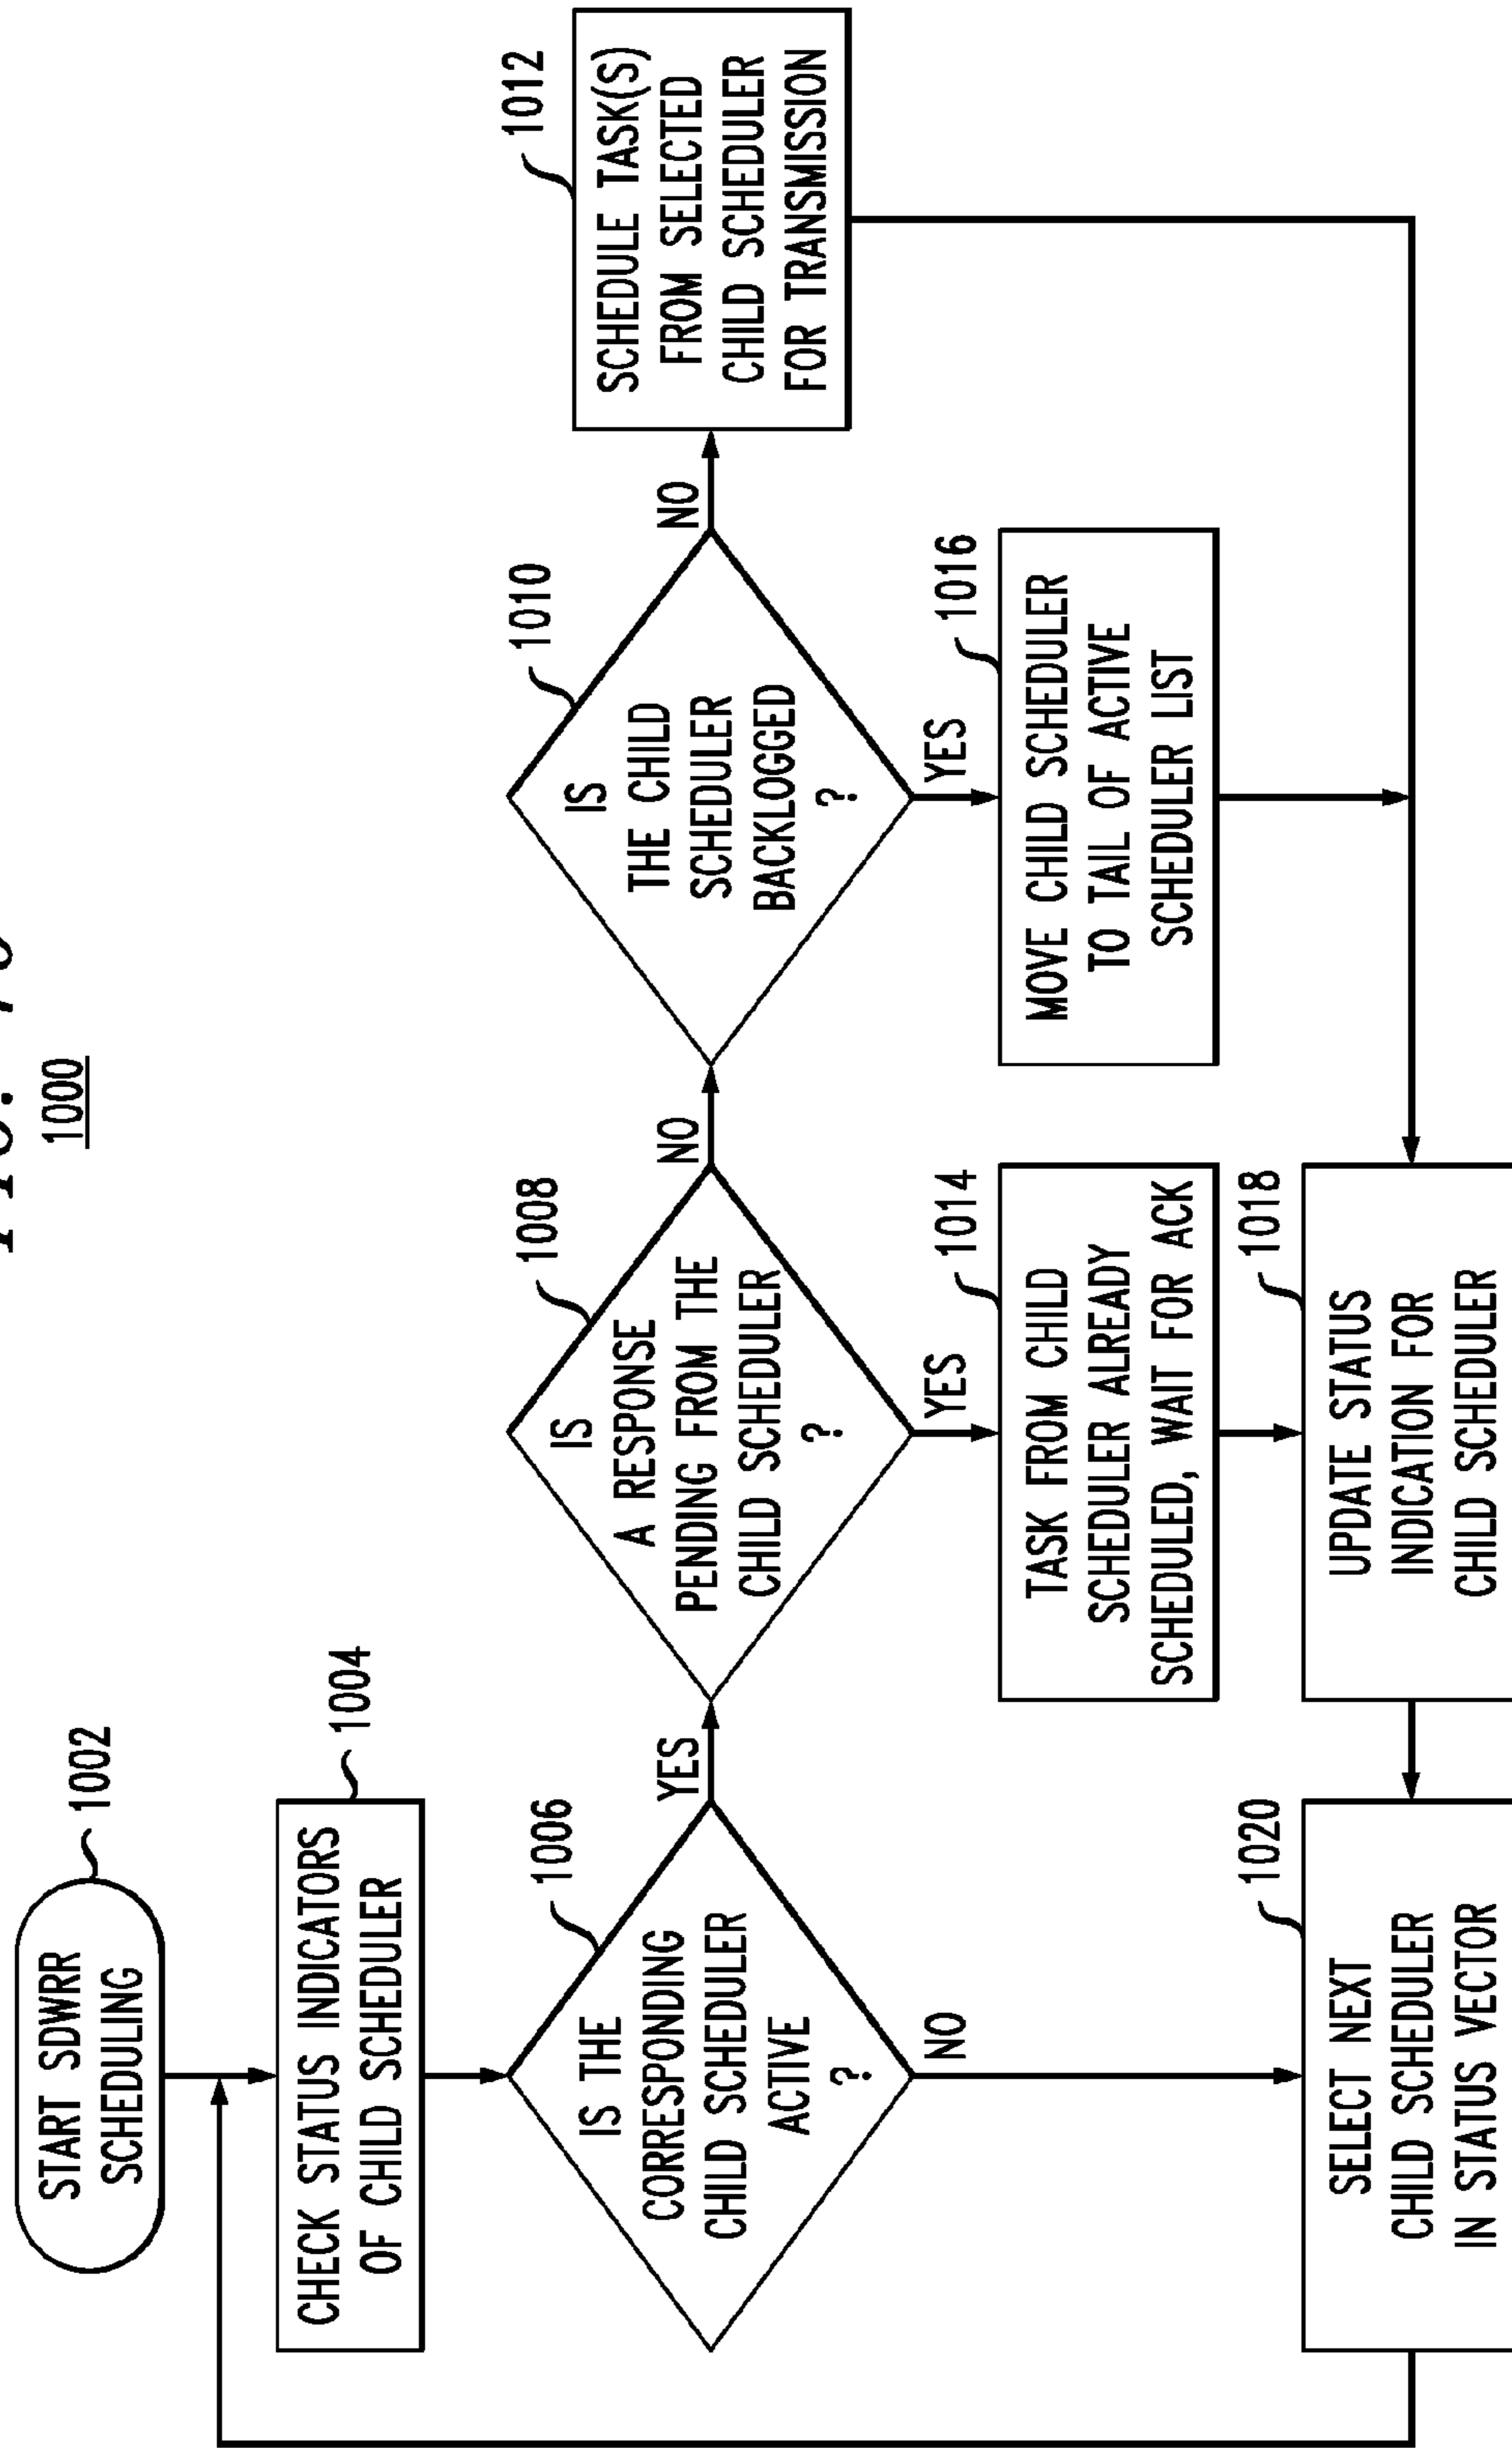 1000
START SDWRR
SCHEDULING
1002
CHECK STATUS INDICATORS
OF CHILD SCHEDULER
1004
IS THE
CORRESPONDING
CHILD SCHEDULER
ACTIVE
?
1006
YES
NO
IS
A RESPONSE
PENDING FROM THE
CHILD SCHEDULER
?
1008
NO
YES
IS
THE CHILD
SCHEDULER
BACKLOGGED
?
1010
NO
YES
SCHEDULE TASK(S)
FROM SELECTED
CHILD SCHEDULER
FOR TRANSMISSION
1012
TASK FROM CHILD
SCHEDULER ALREADY
SCHEDULED, WAIT FOR ACK
1014
MOVE CHILD SCHEDULER
TO TAIL OF ACTIVE
SCHEDULER LIST
1016
UPDATE STATUS
INDICATION FOR
CHILD SCHEDULER
1018
SELECT NEXT
CHILD SCHEDULER
IN STATUS VECTOR
1020